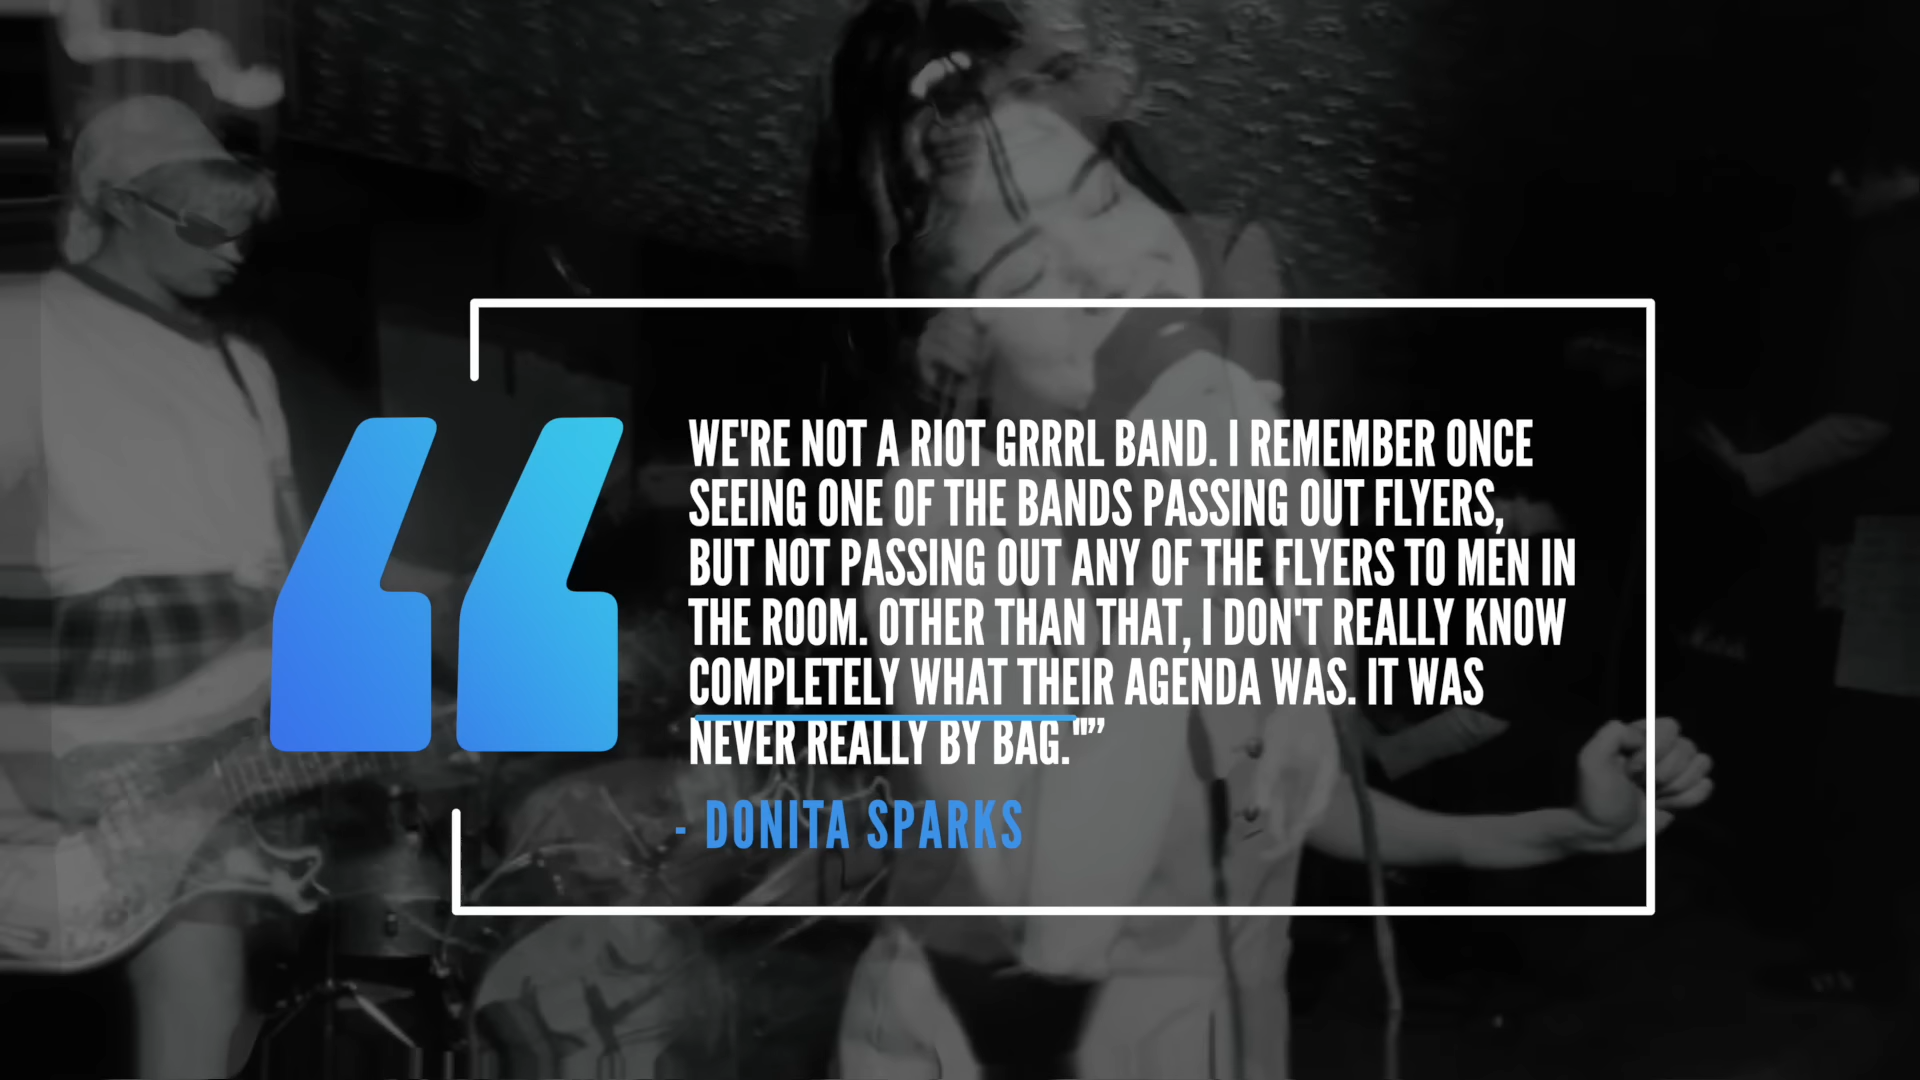 WE'RE NOT A RIOT GRRRL BAND. I REMEMBER ONCE
SEEING ONE OF THE BANDS PASSING OUT FLYERS,
BUT NOT PASSING OUT ANY OF THE FLYERS TO MEN IN
THE ROOM. OTHER THAN THAT, I DON'T REALLY KNOW
COMPLETELY WHAT THEIR AGENDA WAS. IT WAS
NEVER REALLY BY BAG."”
- DONITA SPARKS